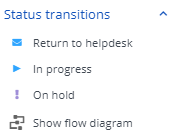 Status transitions
Return to helpdesk
In progress
On hold
Show flow diagram